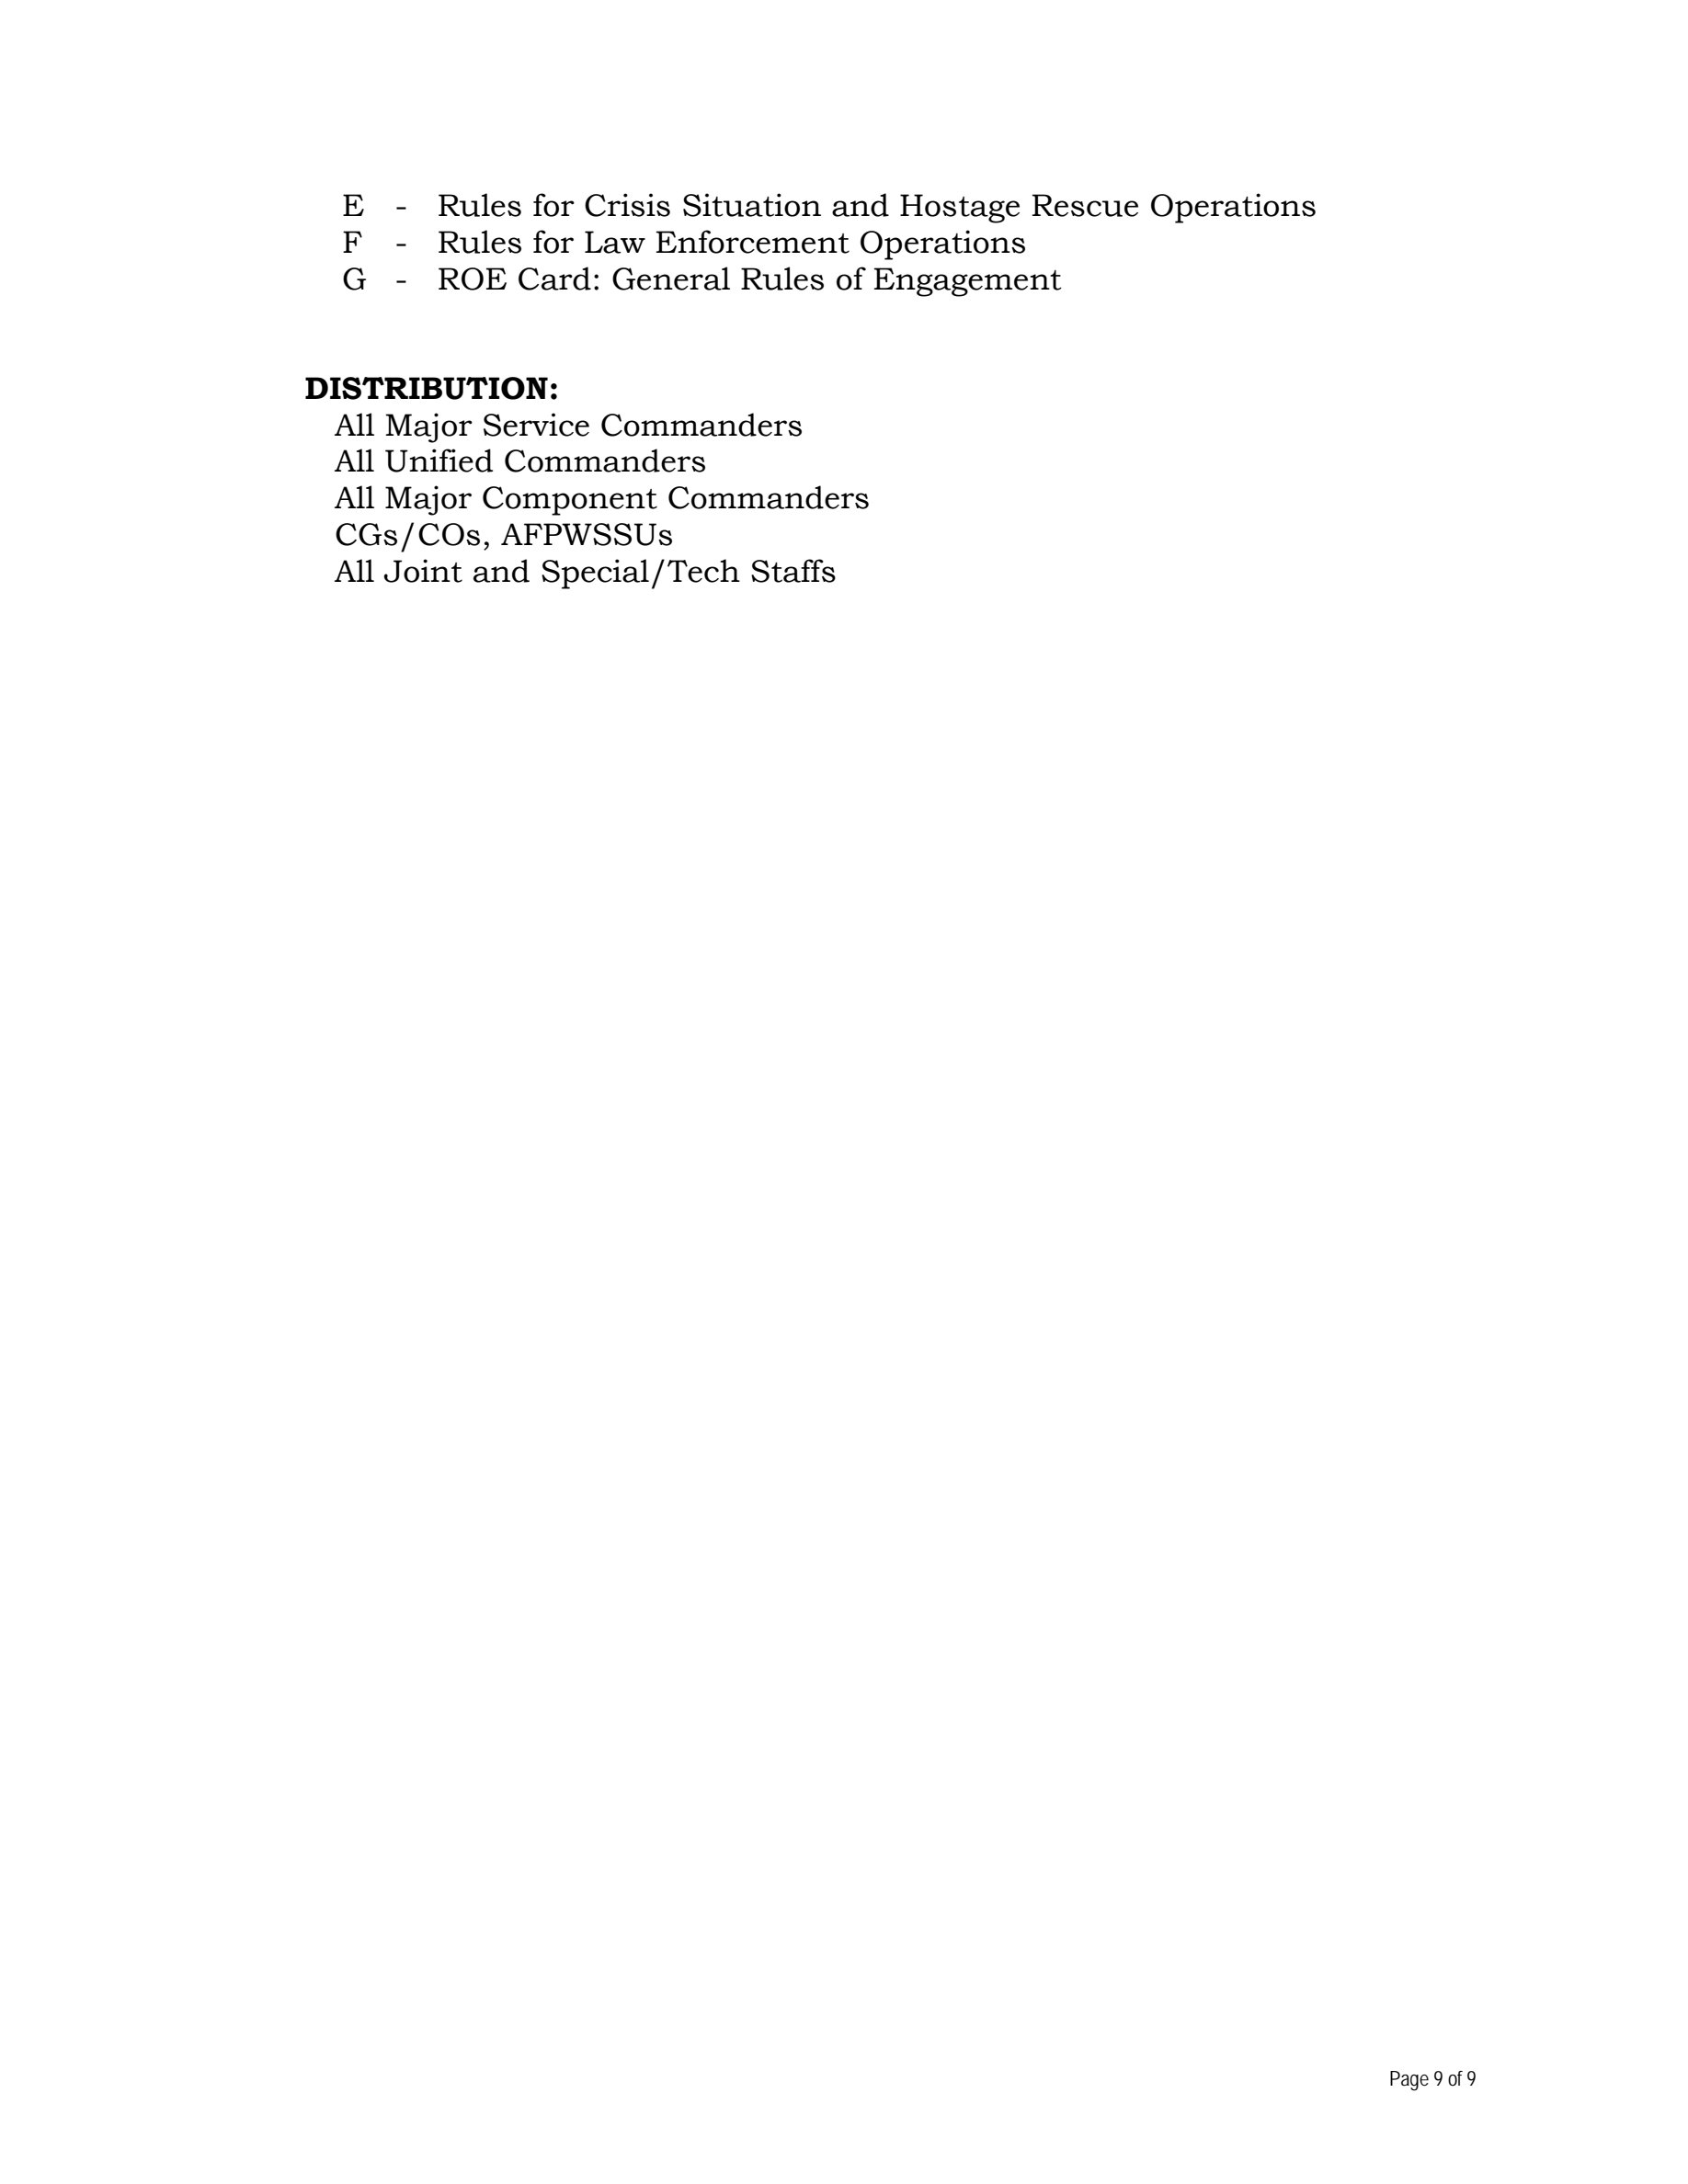 E - Rules for Crisis Situation and Hostage Rescue Operations
F - Rules for Law Enforcement Operations
G - ROE Card: General Rules of Engagement
DISTRIBUTION:
All Major Service Commanders
All Unified Commanders
All Major Component Commanders
CGs/COs, AFPWSSUs
All Joint and Special/Tech Staffs
Page 9 of 9